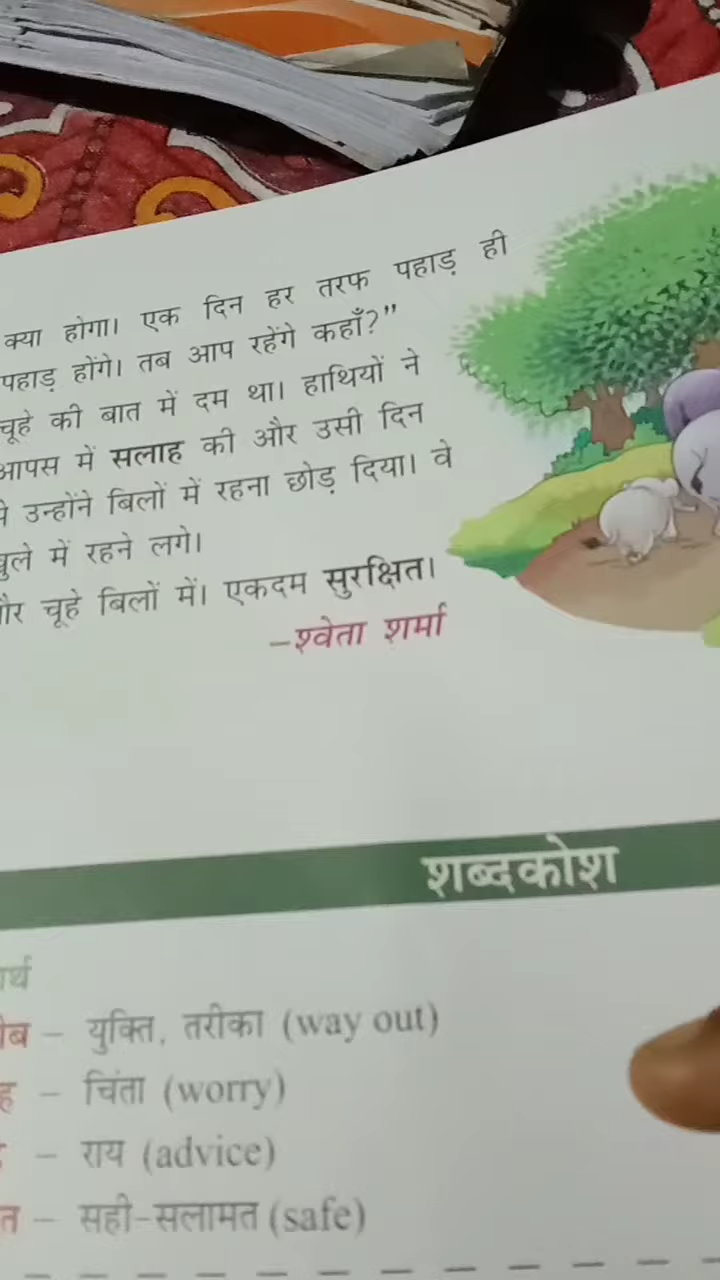 क्या होगा। एक दिन हर तरफ पहाड़ ही
पहाड़ होंगे। तब आप रहेंगे कहाँ?”
चूहे की बात में दम था। हाथियों ने
आपस में सलाह की और उसी दिन
उन्होंने बिलों में रहना छोड़ दिया। वे
में रहने लगे।
चूहे बिलों में। एकदम सुरक्षित।
–श्वेता शर्मा
शब्दकोश
– युक्ति, तरीका (way out)
– चिंता (worry)
– राय (advice)
– सही-सलामत (safe)